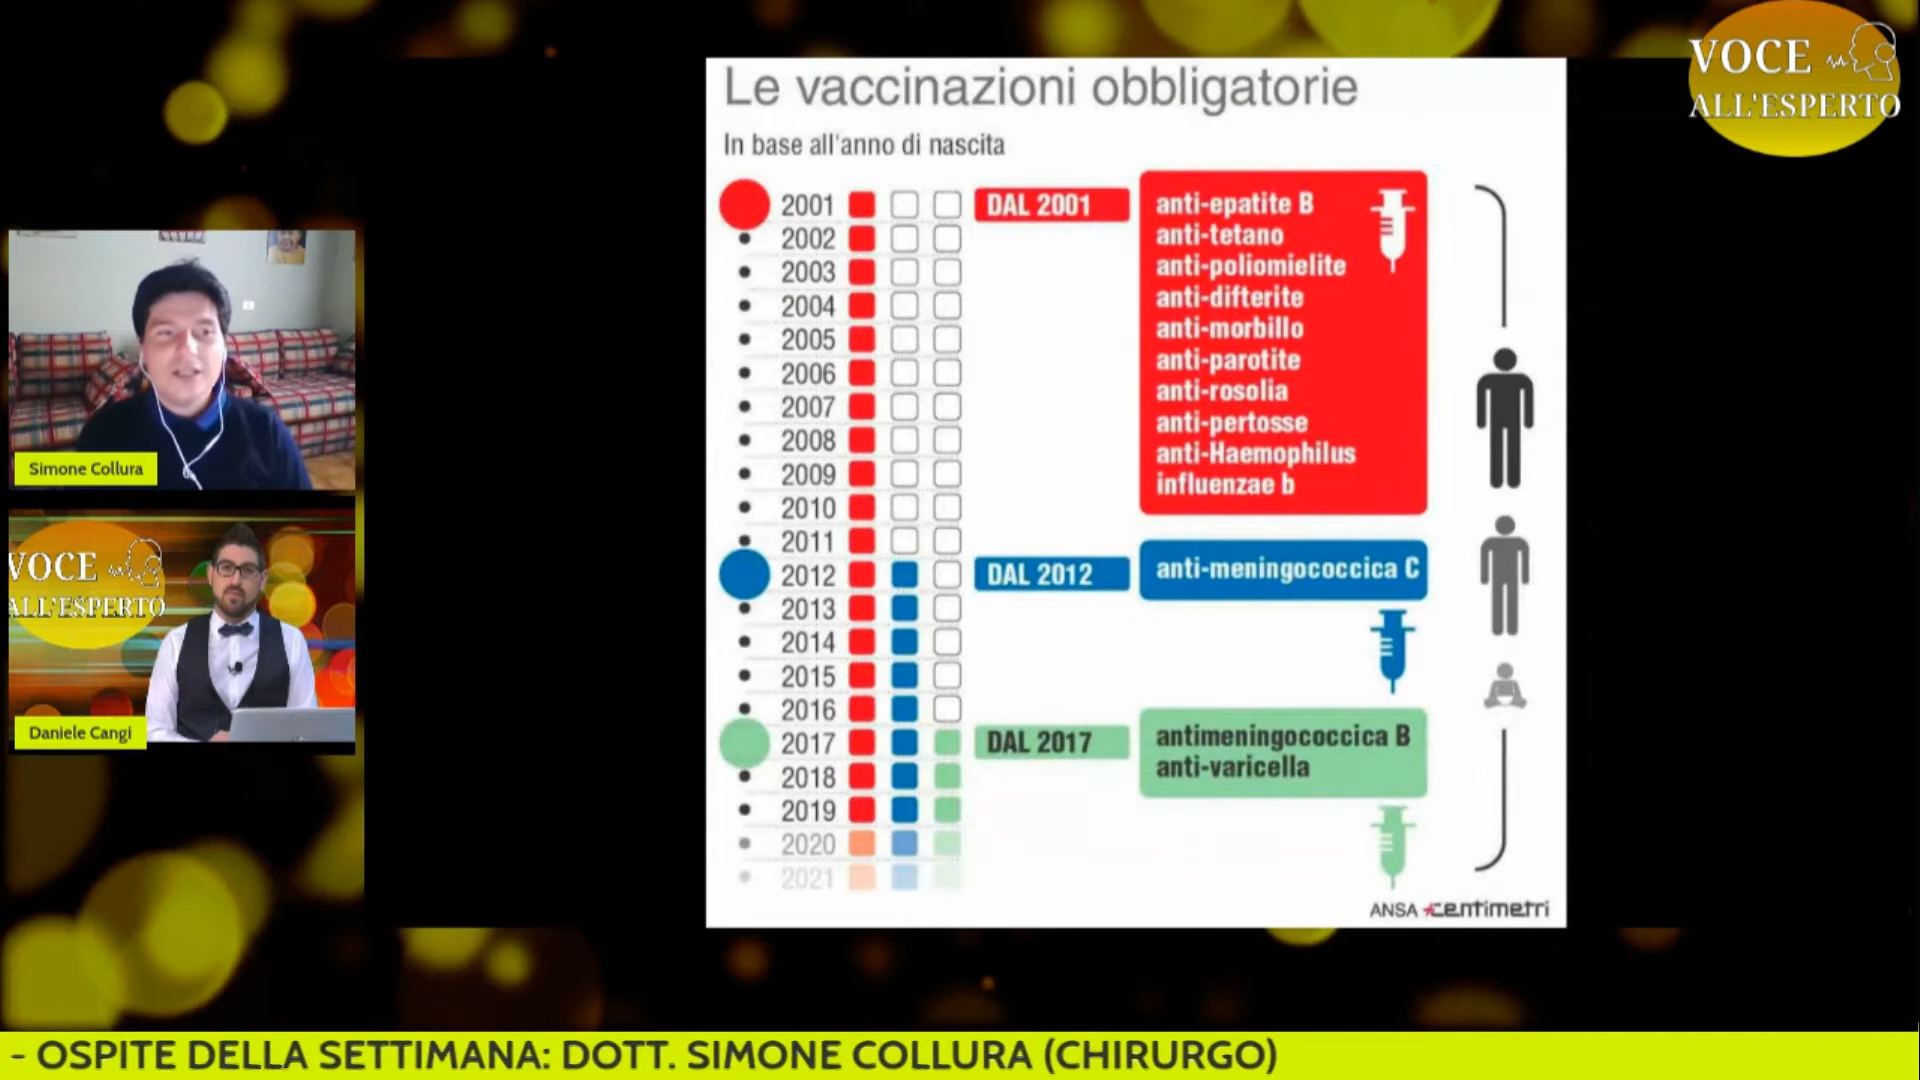 VOCE
ALL'ESPERTO
Le vaccinazioni obbligatorie
In base all'anno di nascita
2001
2002
2003
2004
2005
2006
2007
2008
2009
2010
2011
2012
2013
2014
2015
2016
2017
2018
2019
2020
2021
DAL 2001
anti-epatite B
anti-tetano
anti-poliomielite
anti-difterite
anti-morbillo
anti-parotite
anti-rosolia
anti-pertosse
anti-Haemophilus
influenzae b
DAL 2012
anti-meningococcica C
DAL 2017
antimeningococcica B
anti-varicella
ANSA centimetri
Simone Collura
VOCE
ALL'ESPERTO
Daniele Cangi
- OSPITE DELLA SETTIMANA: DOTT. SIMONE COLLURA (CHIRURGO)